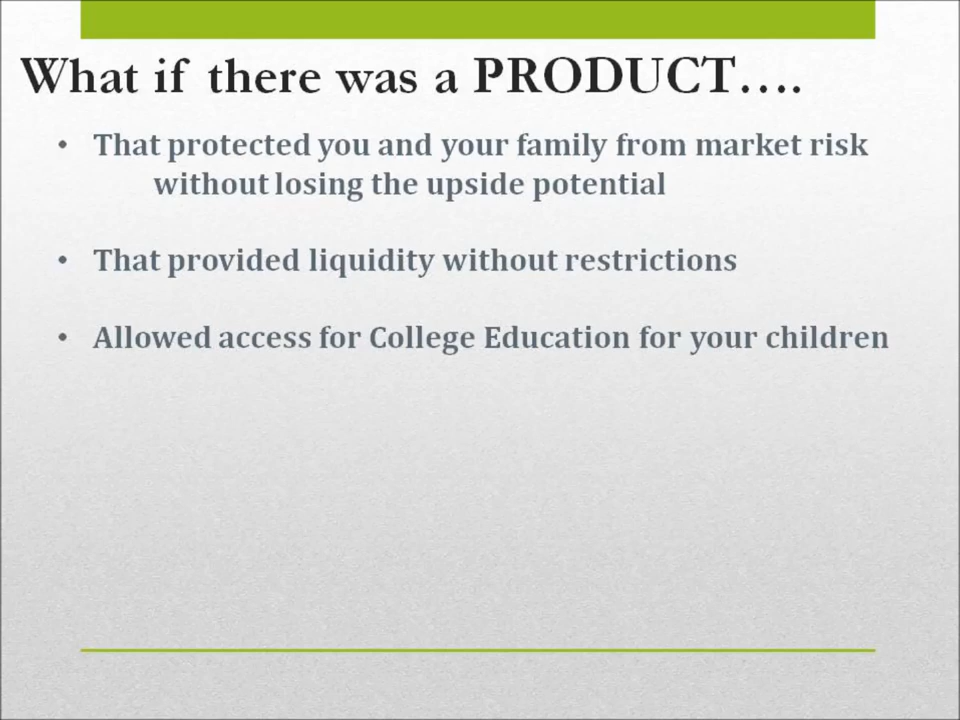 What if there was a PRODUCT….
• That protected you and your family from market risk
without losing the upside potential
• That provided liquidity without restrictions
• Allowed access for College Education for your children